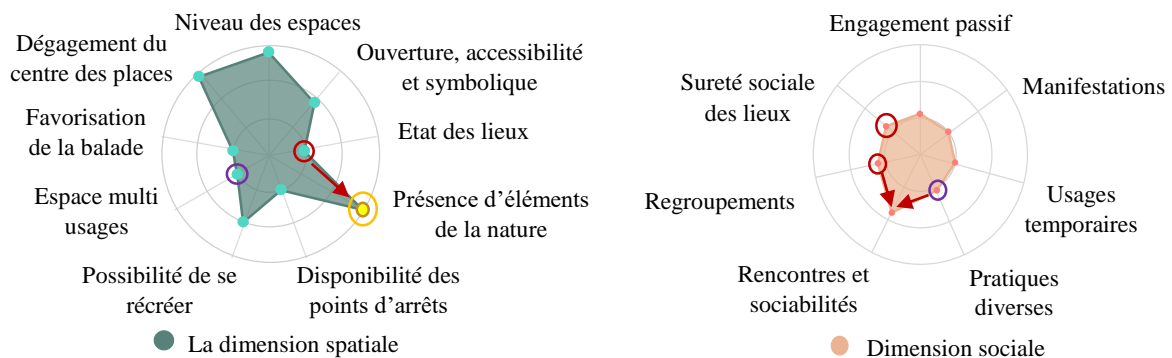 Niveau des espaces
Ouverture, accessibilité
et symbolique
Etat des lieux
Présence d’éléments
de la nature
Disponibilité des
points d’arrêts
Possibilité de se
récréer
Espace multi
usages
Favorisation
de la balade
Dégagement du
centre des places
La dimension spatiale
Engagement passif
Manifestations
Usages
temporaires
Pratiques
diverses
Rencontres et
sociabilités
Regroupements
Sureté sociale
des lieux
Dimension sociale